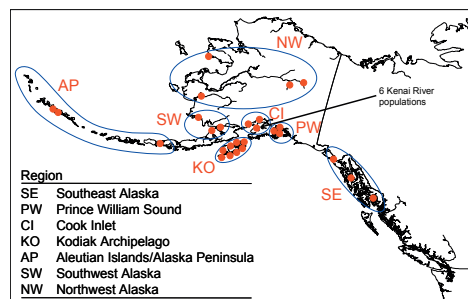 NW
AP
6 Kenai River
populations
SW
CI
PW
KO
SE
Region
SE Southeast Alaska
PW Prince William Sound
CI Cook Inlet
KO Kodiak Archipelago
AP Aleutian Islands/Alaska Peninsula
SW Southwest Alaska
NW Northwest Alaska